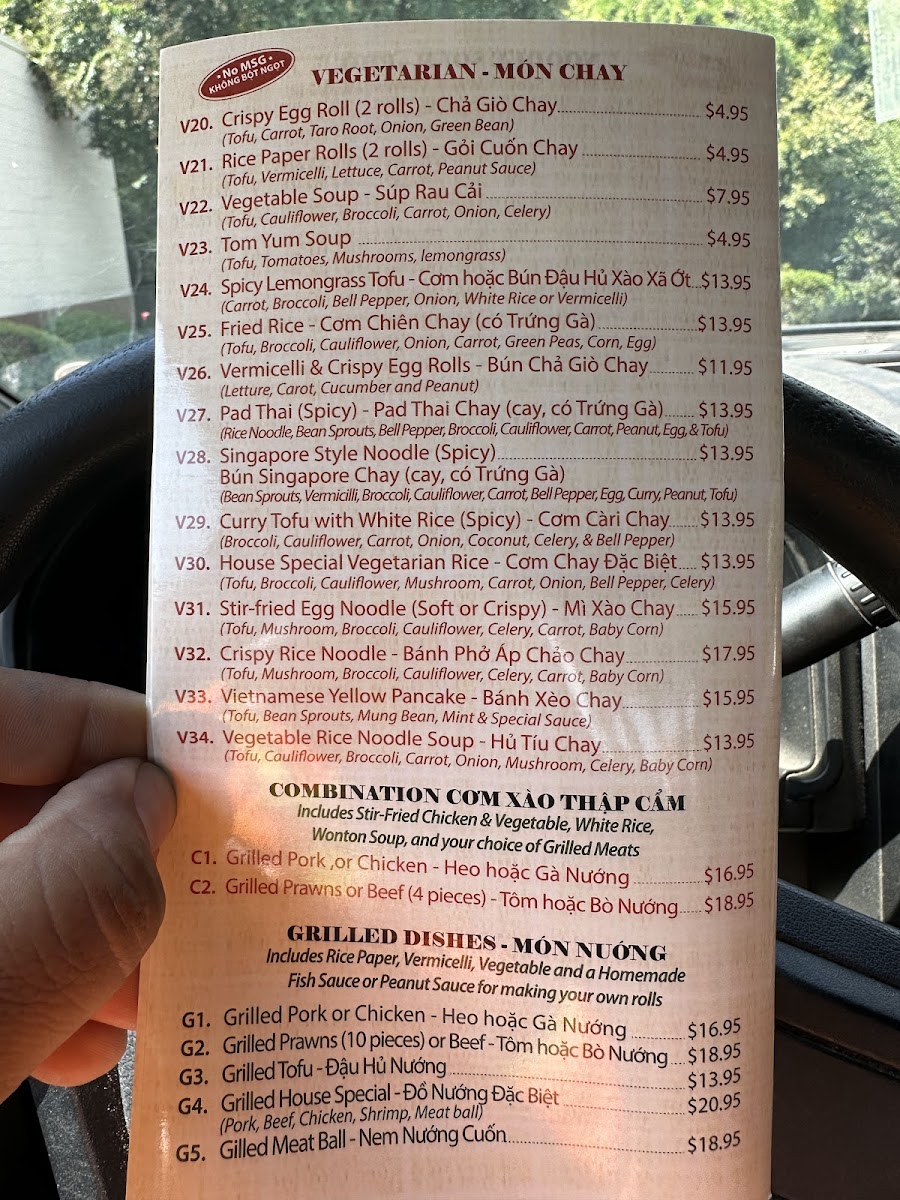 • No MSG •
KHÔNG BỘT NGỌT
VEGETARIAN - MÓN CHAY
V20. Crispy Egg Roll (2 rolls) - Chả Giò Chay $4.95
(Tofu, Carrot, Taro Root, Onion, Green Bean)
V21. Rice Paper Rolls (2 rolls) - Gỏi Cuốn Chay $4.95
(Tofu, Vermicelli, Lettuce, Carrot, Peanut Sauce)
V22. Vegetable Soup - Súp Rau Cải $7.95
(Tofu, Cauliflower, Broccoli, Carrot, Onion, Celery)
V23. Tom Yum Soup $4.95
(Tofu, Tomatoes, Mushrooms, lemongrass)
V24. Spicy Lemongrass Tofu - Cơm hoặc Bún Đậu Hủ Xào Xã Ớt $13.95
(Carrot, Broccoli, Bell Pepper, Onion, White Rice or Vermicelli)
V25. Fried Rice - Cơm Chiên Chay (có Trứng Gà) $13.95
(Tofu, Broccoli, Cauliflower, Onion, Carrot, Green Peas, Corn, Egg)
V26. Vermicelli & Crispy Egg Rolls - Bún Chả Giò Chay $11.95
(Letture, Carot, Cucumber and Peanut)
V27. Pad Thai (Spicy) - Pad Thai Chay (cay, có Trứng Gà) $13.95
(Rice Noodle, Bean Sprouts, Bell Pepper, Broccoli, Cauliflower, Carrot, Peanut, Egg, & Tofu)
V28. Singapore Style Noodle (Spicy) $13.95
Bún Singapore Chay (cay, có Trứng Gà)
(Bean Sprouts, Vermicilli, Broccoli, Cauliflower, Carrot, Bell Pepper, Egg, Curry, Peanut, Tofu)
V29. Curry Tofu with White Rice (Spicy) - Cơm Càri Chay $13.95
(Broccoli, Cauliflower, Carrot, Onion, Coconut, Celery, & Bell Pepper)
V30. House Special Vegetarian Rice - Cơm Chay Đặc Biệt $13.95
(Tofu, Broccoli, Cauliflower, Mushroom, Carrot, Onion, Bell Pepper, Celery)
V31. Stir-fried Egg Noodle (Soft or Crispy) - Mì Xào Chay $15.95
(Tofu, Mushroom, Broccoli, Cauliflower, Celery, Carrot, Baby Corn)
V32. Crispy Rice Noodle - Bánh Phở Áp Chảo Chay $17.95
(Tofu, Mushroom, Broccoli, Cauliflower, Celery, Carrot, Baby Corn)
V33. Vietnamese Yellow Pancake - Bánh Xèo Chay $15.95
(Tofu, Bean Sprouts, Mung Bean, Mint & Special Sauce)
V34. Vegetable Rice Noodle Soup - Hủ Tíu Chay $13.95
(Tofu, Cauliflower, Broccoli, Carrot, Onion, Mushroom, Celery, Baby Corn)
COMBINATION CƠM XÀO THẬP CẨM
Includes Stir-Fried Chicken & Vegetable, White Rice,
Wonton Soup, and your choice of Grilled Meats
C1. Grilled Pork ,or Chicken - Heo hoặc Gà Nướng $16.95
C2. Grilled Prawns or Beef (4 pieces) - Tôm hoặc Bò Nướng $18.95
GRILLED DISHES - MÓN NƯỚNG
Includes Rice Paper, Vermicelli, Vegetable and a Homemade
Fish Sauce or Peanut Sauce for making your own rolls
G1. Grilled Pork or Chicken - Heo hoặc Gà Nướng $16.95
G2. Grilled Prawns (10 pieces) or Beef - Tôm hoặc Bò Nướng $18.95
G3. Grilled Tofu - Đậu Hủ Nướng $13.95
G4. Grilled House Special - Đồ Nướng Đặc Biệt $20.95
(Pork, Beef, Chicken, Shrimp, Meat ball)
G5. Gilled Meat Ball - Nem Nướng Cuốn $18.95